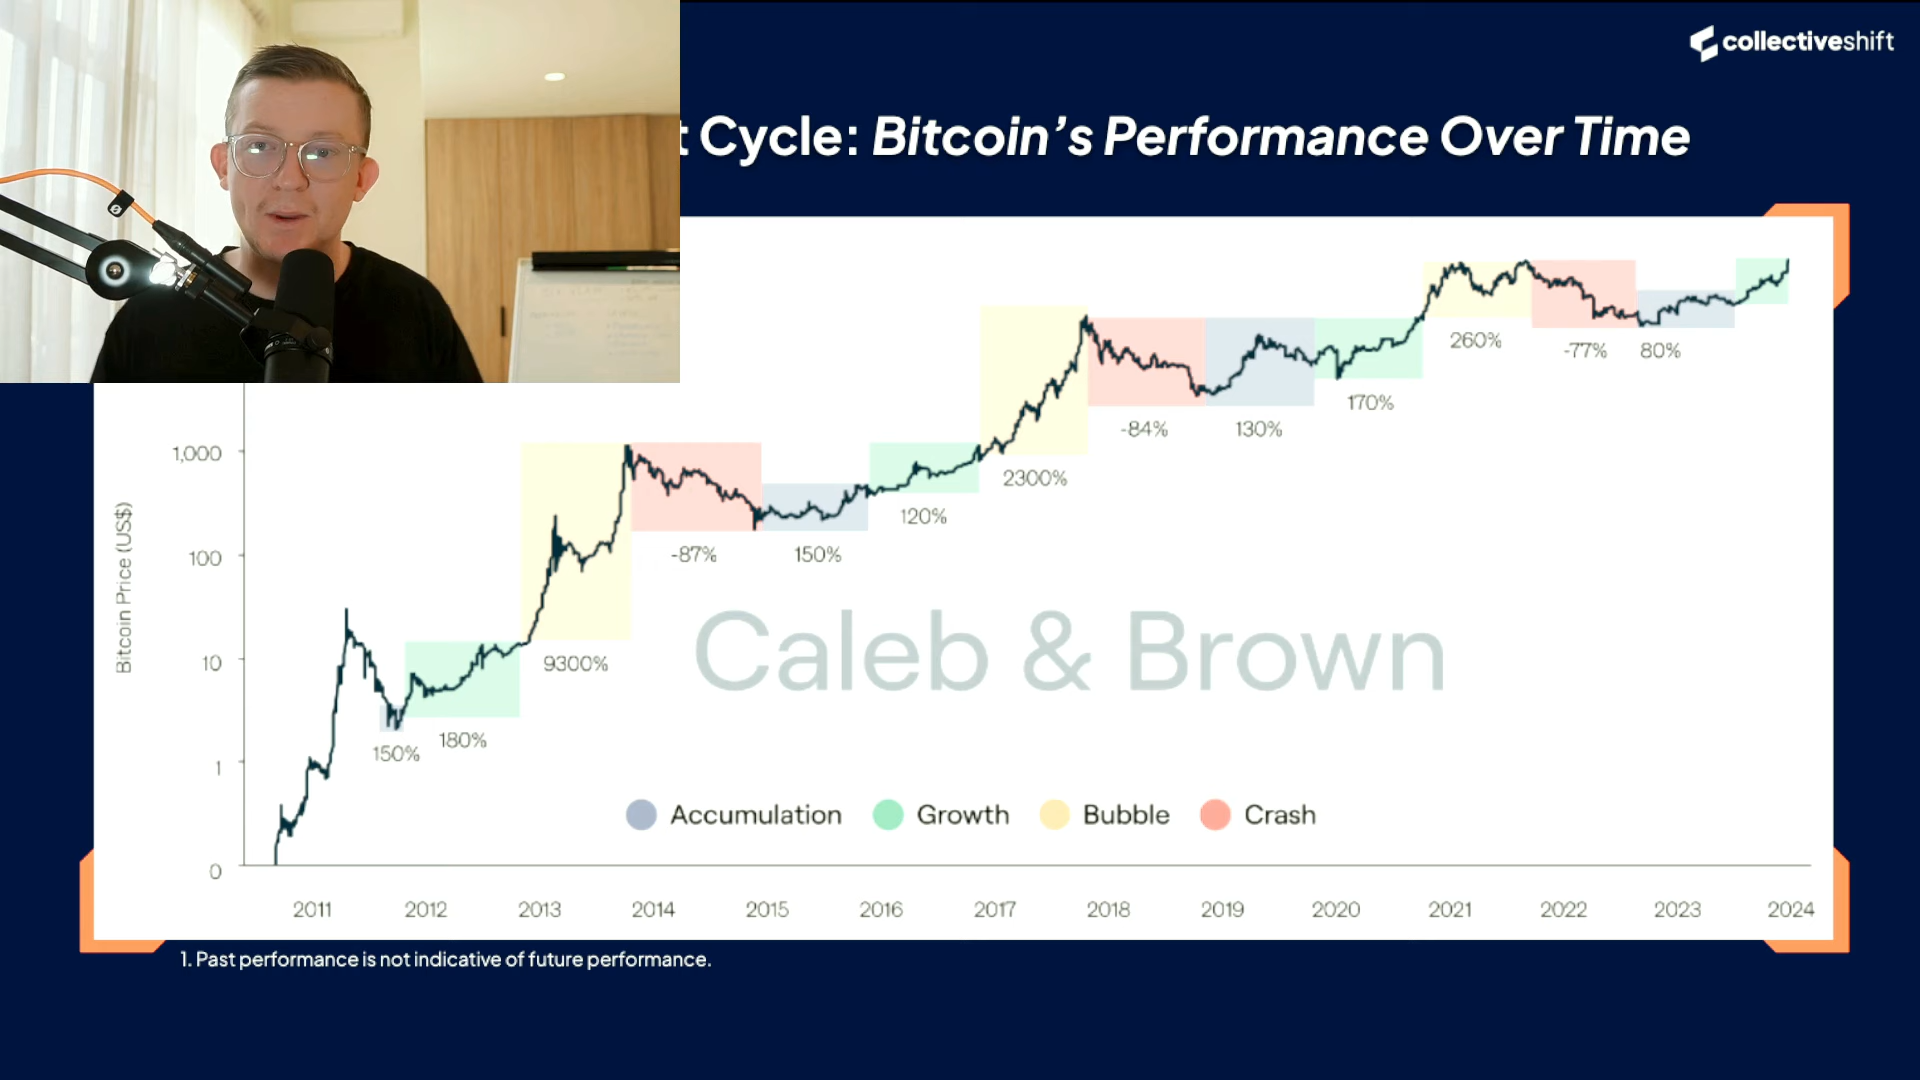 collectiveshift
t Cycle: Bitcoin’s Performance Over Time
260%
-77%
80%
170%
-84%
130%
2300%
1,000
120%
-87%
150%
100
Bitcoin Price (US$)
Caleb & Brown
10
9300%
180%
150%
1
Accumulation
Growth
Bubble
Crash
0
2011 2012 2013 2014 2015 2016 2017 2018 2019 2020 2021 2022 2023 2024
1. Past performance is not indicative of future performance.